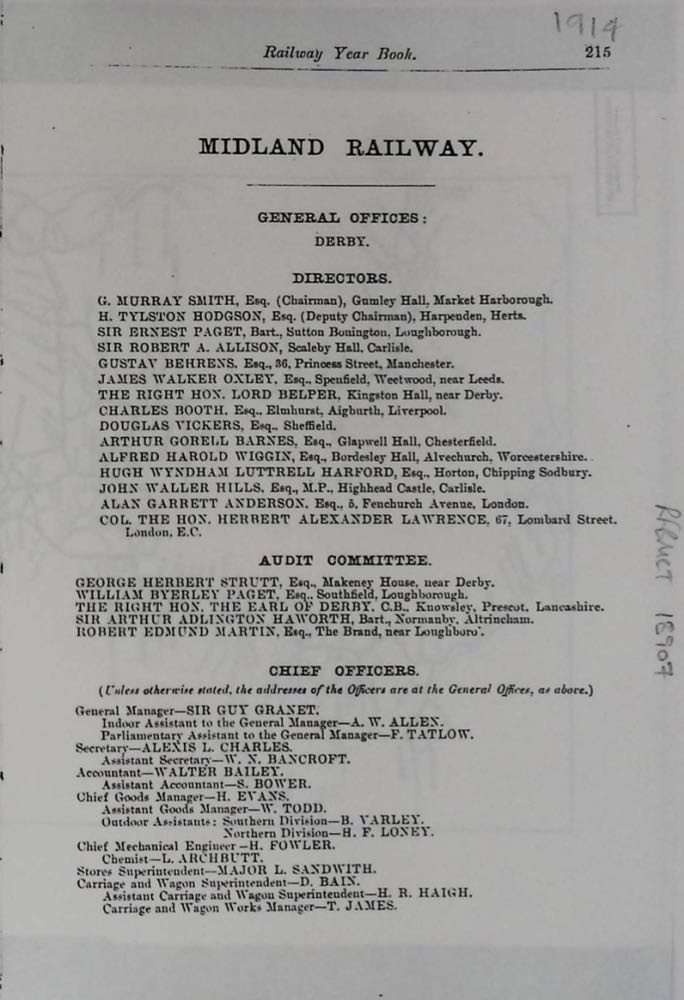 1914
Railway Year Book. 215
MIDLAND RAILWAY.
GENERAL OFFICES:
DERBY.
DIRECTORS.
G. MURRAY SMITH, Esq. (Chairman), Gumley Hall, Market Harborough.
H. TYLSTON HODGSON, Esq. (Deputy Chairman), Harpenden, Herts.
SIR ERNEST PAGET, Bart., Sutton Bonington, Loughborough.
SIR ROBERT A. ALLISON, Scaleby Hall, Carlisle.
GUSTAV BEHRENS, Esq., 36, Princess Street, Manchester.
JAMES WALKER OXLEY, Esq., Spenfield, Weetwood, near Leeds.
THE RIGHT HON. LORD BELPER, Kingston Hall, near Derby.
CHARLES BOOTH, Esq., Elmhurst, Aigburth, Liverpool.
DOUGLAS VICKERS, Esq., Sheffield.
ARTHUR GORELL BARNES, Esq., Glapwell Hall, Chesterfield.
ALFRED HAROLD WIGGIN, Esq., Bordesley Hall, Alvechurch, Worcestershire.
HUGH WYNDHAM LUTTRELL HARFORD, Esq., Horton, Chipping Sodbury.
JOHN WALLER HILLS, Esq., M.P., Highhead Castle, Carlisle.
ALAN GARRETT ANDERSON, Esq., 5, Fenchurch Avenue, London.
COL. THE HON. HERBERT ALEXANDER LAWRENCE, 67, Lombard Street,
London, E.C.
AUDIT COMMITTEE.
GEORGE HERBERT STRUTT, Esq., Makeney House, near Derby.
WILLIAM BYERLEY PAGET, Esq., Southfield, Loughborough.
THE RIGHT HON. THE EARL OF DERBY, C.B., Knowsley, Prescot, Lancashire.
SIR ARTHUR ADLINGTON HAWORTH, Bart., Normanby, Altrincham.
ROBERT EDMUND MARTIN, Esq., The Brand, near Loughboro'.
CHIEF OFFICERS.
(Unless otherwise stated, the addresses of the Officers are at the General Offices, as above.)
General Manager—SIR GUY GRANET.
Indoor Assistant to the General Manager—A. W. ALLEN.
Parliamentary Assistant to the General Manager—F. TATLOW.
Secretary—ALEXIS L. CHARLES.
Assistant Secretary—W. N. BANCROFT.
Accountant—WALTER BAILEY.
Assistant Accountant—S. BOWER.
Chief Goods Manager—H. EVANS.
Assistant Goods Manager—W. TODD.
Outdoor Assistants: Southern Division—B. VARLEY.
Northern Division—H. F. LONEY.
Chief Mechanical Engineer—H. FOWLER.
Chemist—L. ARCHBUTT.
Stores Superintendent—MAJOR L. SANDWITH.
Carriage and Wagon Superintendent—D. BAIN.
Assistant Carriage and Wagon Superintendent—H. R. HAIGH.
Carriage and Wagon Works Manager—T. JAMES.
18907